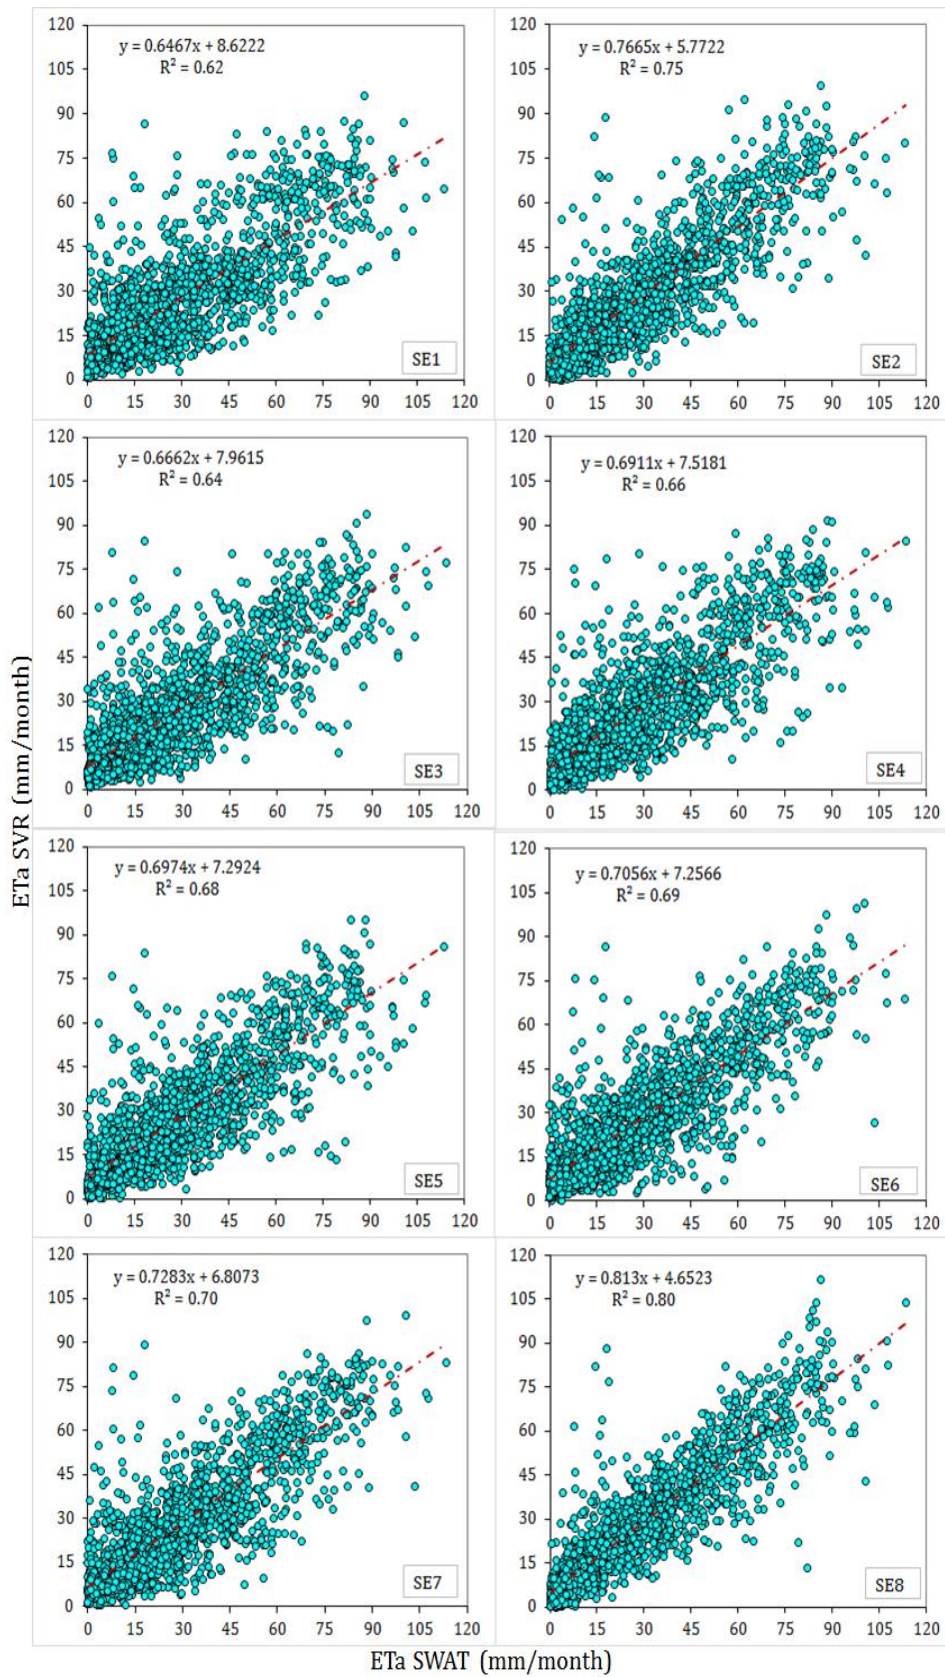 120
105
90
75
60
45
30
15
0
y = 0.6467x + 8.6222
R² = 0.62
SE1
0 15 30 45 60 75 90 105 120
120
105
90
75
60
45
30
15
0
y = 0.7665x + 5.7722
R² = 0.75
SE2
0 15 30 45 60 75 90 105 120
120
105
90
75
60
45
30
15
0
y = 0.6662x + 7.9615
R² = 0.64
SE3
0 15 30 45 60 75 90 105 120
120
105
90
75
60
45
30
15
0
y = 0.6911x + 7.5181
R² = 0.66
SE4
0 15 30 45 60 75 90 105 120
ETa SVR (mm/month)
120
105
90
75
60
45
30
15
0
y = 0.6974x + 7.2924
R² = 0.68
SE5
0 15 30 45 60 75 90 105 120
120
105
90
75
60
45
30
15
0
y = 0.7056x + 7.2566
R² = 0.69
SE6
0 15 30 45 60 75 90 105 120
120
105
90
75
60
45
30
15
0
y = 0.7283x + 6.8073
R² = 0.70
SE7
0 15 30 45 60 75 90 105 120
120
105
90
75
60
45
30
15
0
y = 0.813x + 4.6523
R² = 0.80
SE8
0 15 30 45 60 75 90 105 120
ETa SWAT (mm/month)